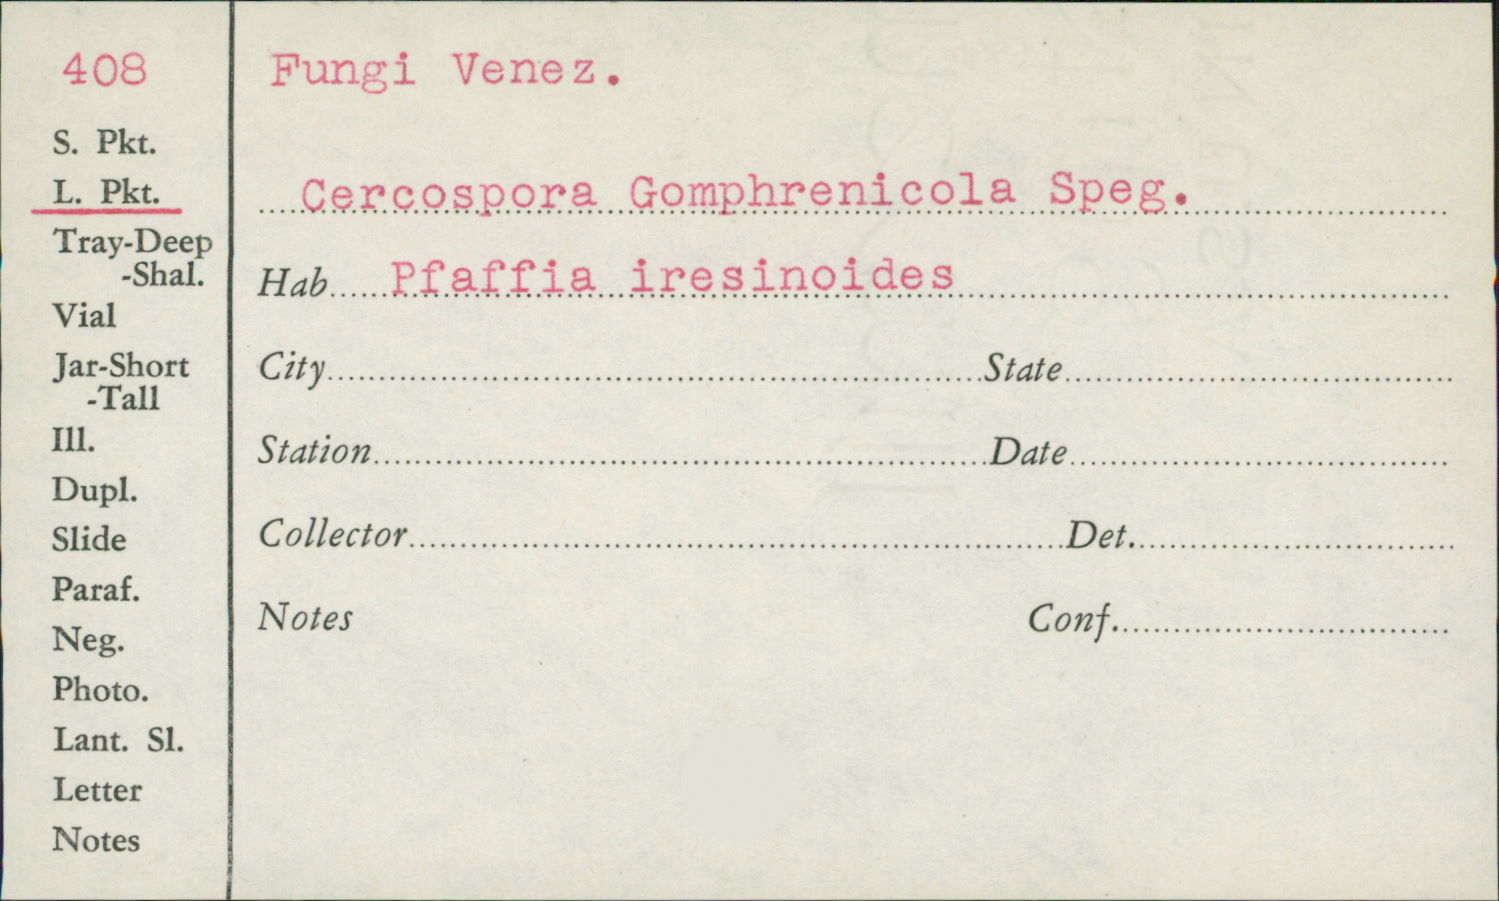 408
Fungi Venez.
S. Pkt.
L. Pkt.
Cercospora Gomphrenicola Speg.
Tray-Deep
-Shal.
Hab.....Pfaffia iresinoides
Vial
Jar-Short
-Tall
City
State
Ill.
Station
Date
Dupl.
Slide
Collector
Det.
Paraf.
Notes
Conf.
Neg.
Photo.
Lant. Sl.
Letter
Notes